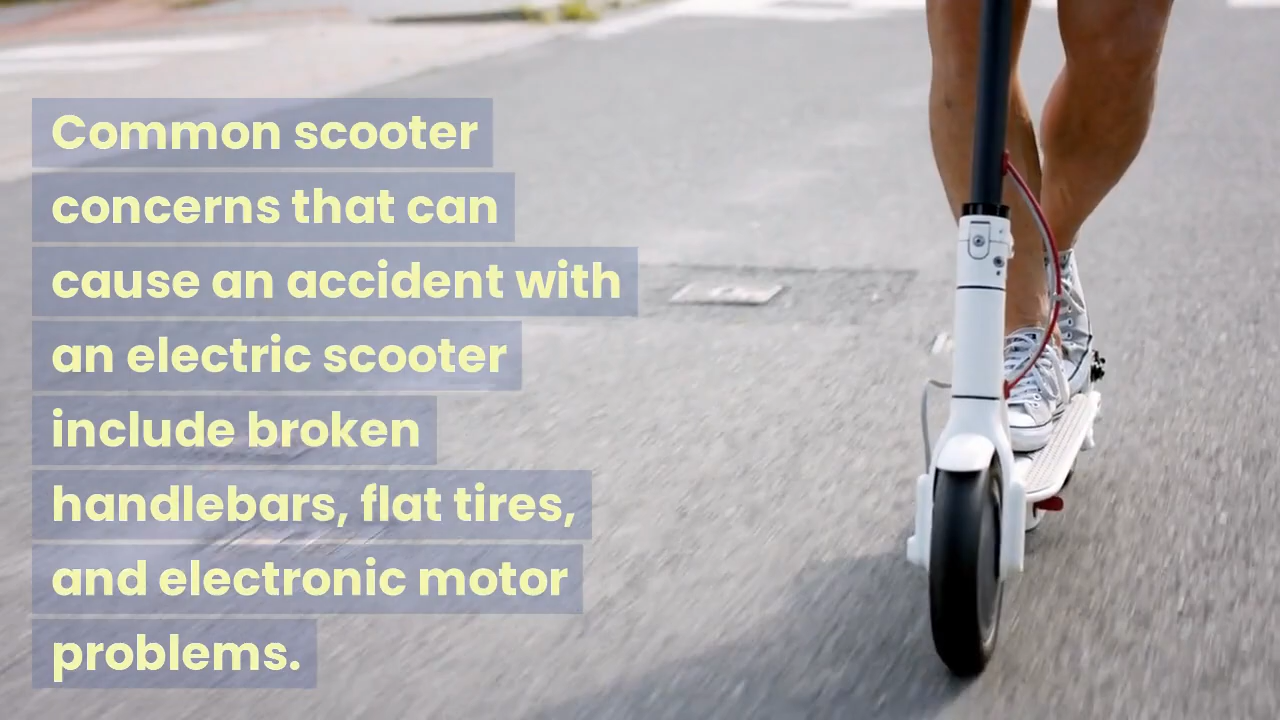 Common scooter
concerns that can
cause an accident with
an electric scooter
include broken
handlebars, flat tires,
and electronic motor
problems.